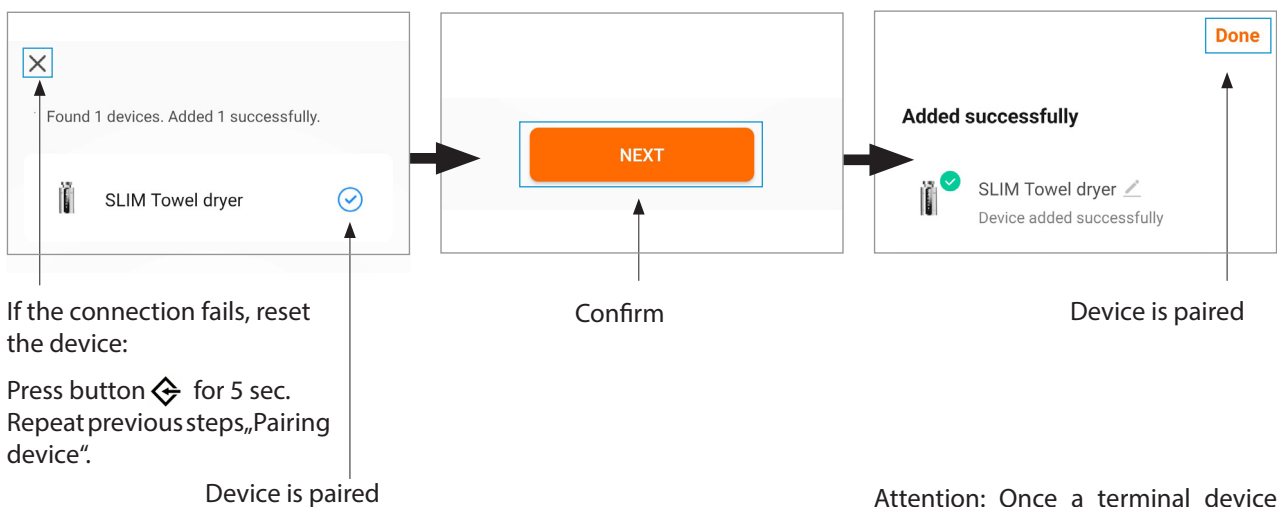 Found 1 devices. Added 1 successfully.
SLIM Towel dryer
If the connection fails, reset
the device:
Press button for 5 sec.
Repeat previous steps„Pairing
device“.
Device is paired
NEXT
Confirm
Done
Added successfully
SLIM Towel dryer
Device added successfully
Device is paired
Attention: Once a terminal device